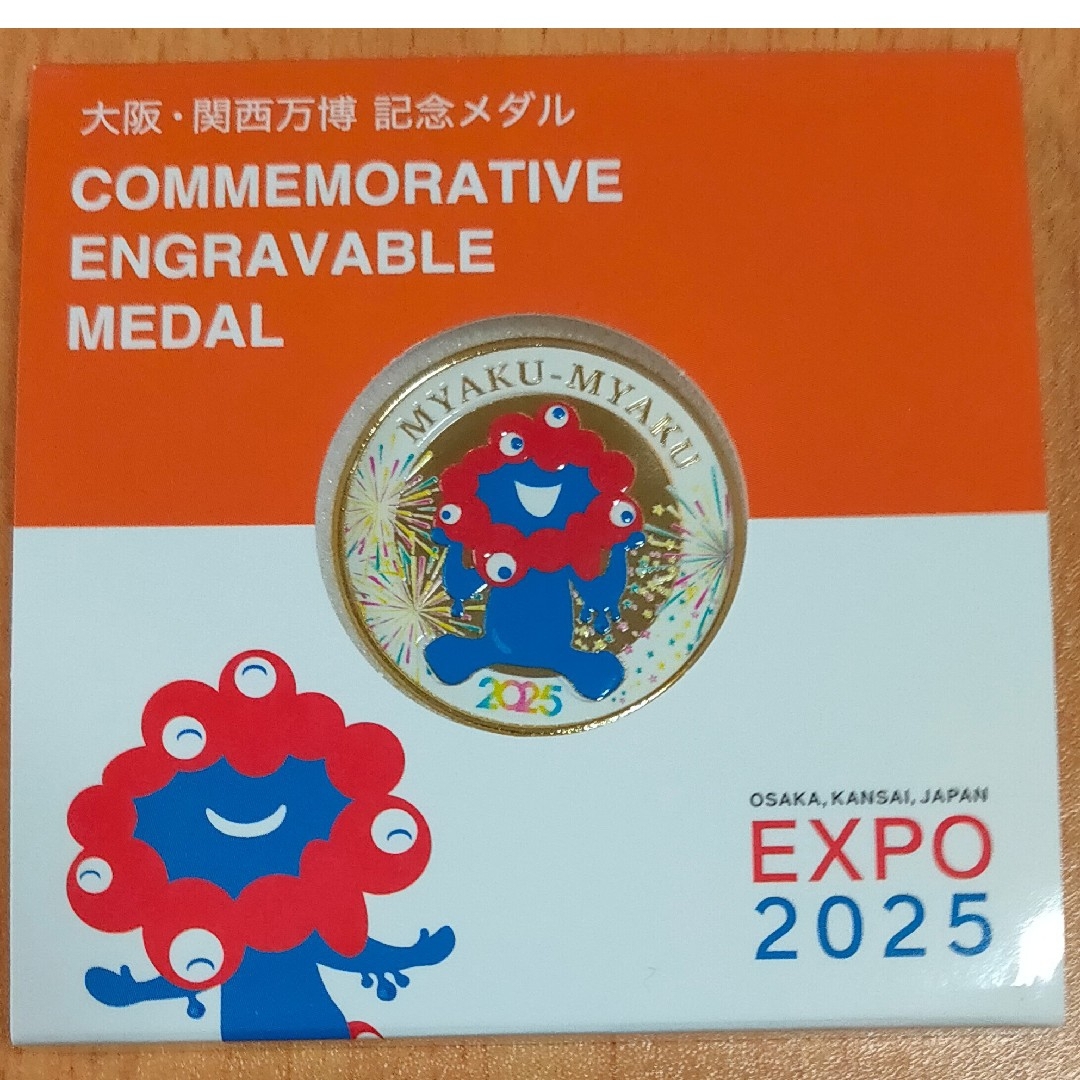 大阪・関西万博 記念メダル
COMMEMORATIVE
ENGRAVABLE
MEDAL
MYAKU-MYAKU
2025
OSAKA, KANSAI, JAPAN
EXPO
2025